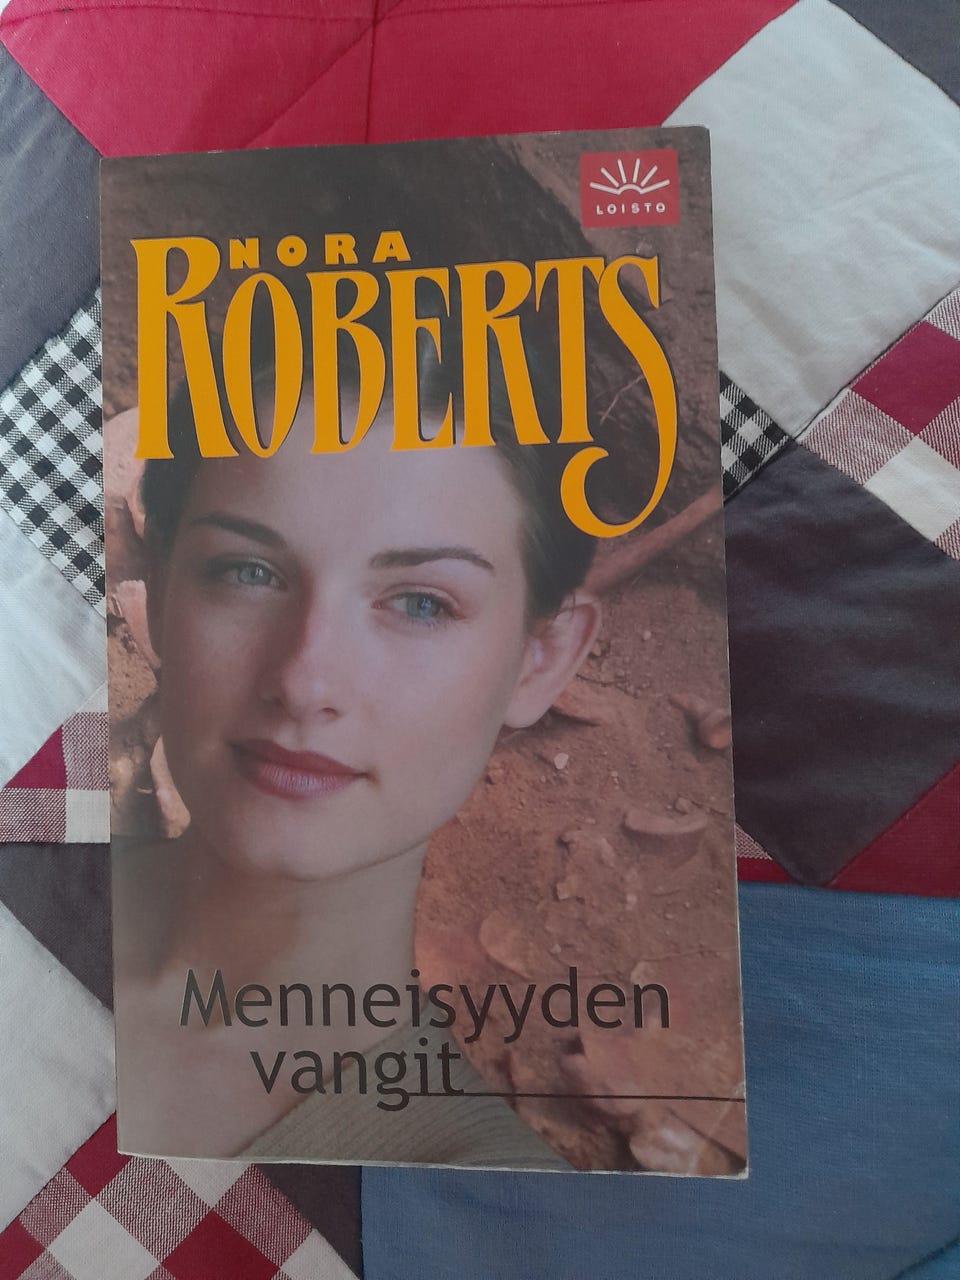 LOISTO
NORA
ROBERTS
Menneisyyden
vangit